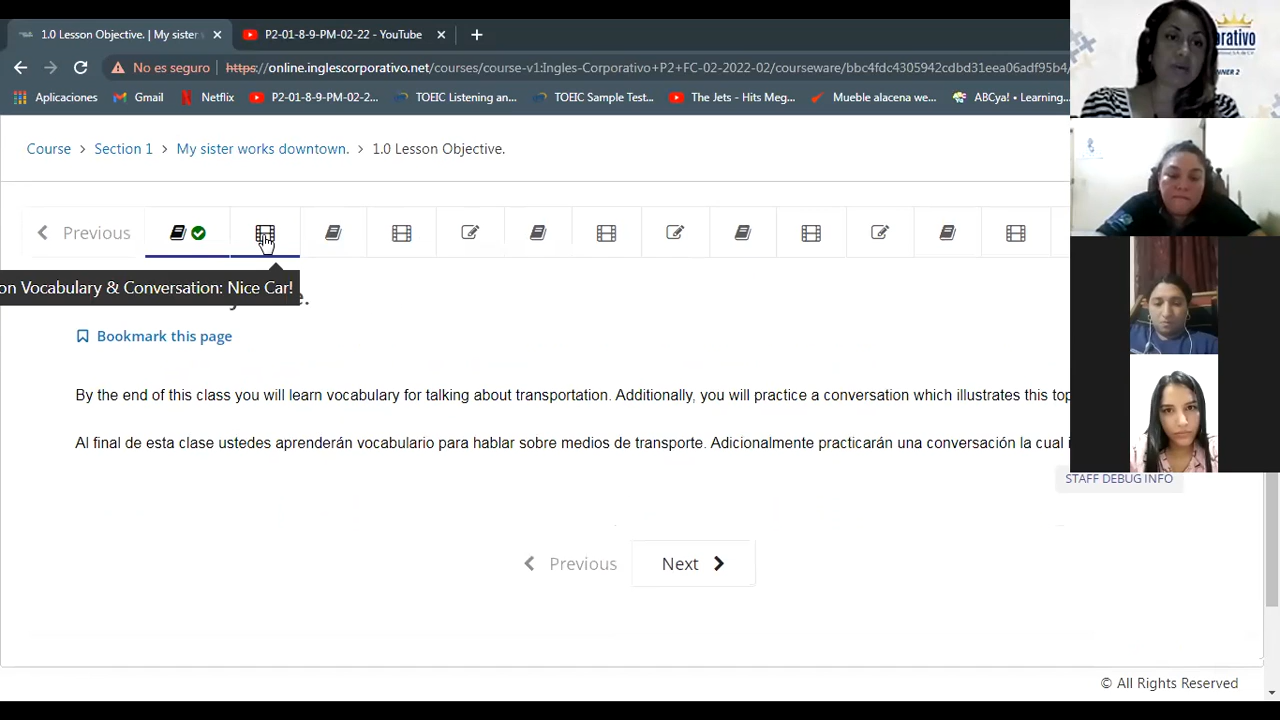 1.0 Lesson Objective. | My sister
P2-01-8-9-PM-02-22 - YouTube
No es seguro
https://online.inglescorporativo.net/courses/course-v1:Ingles-Corporativo+P2+FC-02-2022-02/courseware/bbc4fdc4305942cdbd31eea06adf95b4/
Aplicaciones
Gmail
Netflix
P2-01-8-9-PM-02-2...
TOEIC Listening an...
TOEIC Sample Test...
The Jets - Hits Meg...
Mueble alacena we...
ABCya! • Learning...
orativo
Course > Section 1 > My sister works downtown. > 1.0 Lesson Objective.
Previous
on Vocabulary & Conversation: Nice Car!
Bookmark this page
By the end of this class you will learn vocabulary for talking about transportation. Additionally, you will practice a conversation which illustrates this top
Al final de esta clase ustedes aprenderán vocabulario para hablar sobre medios de transporte. Adicionalmente practicarán una conversación la cual i
STAFF DEBUG INFO
Previous
Next
© All Rights Reserved